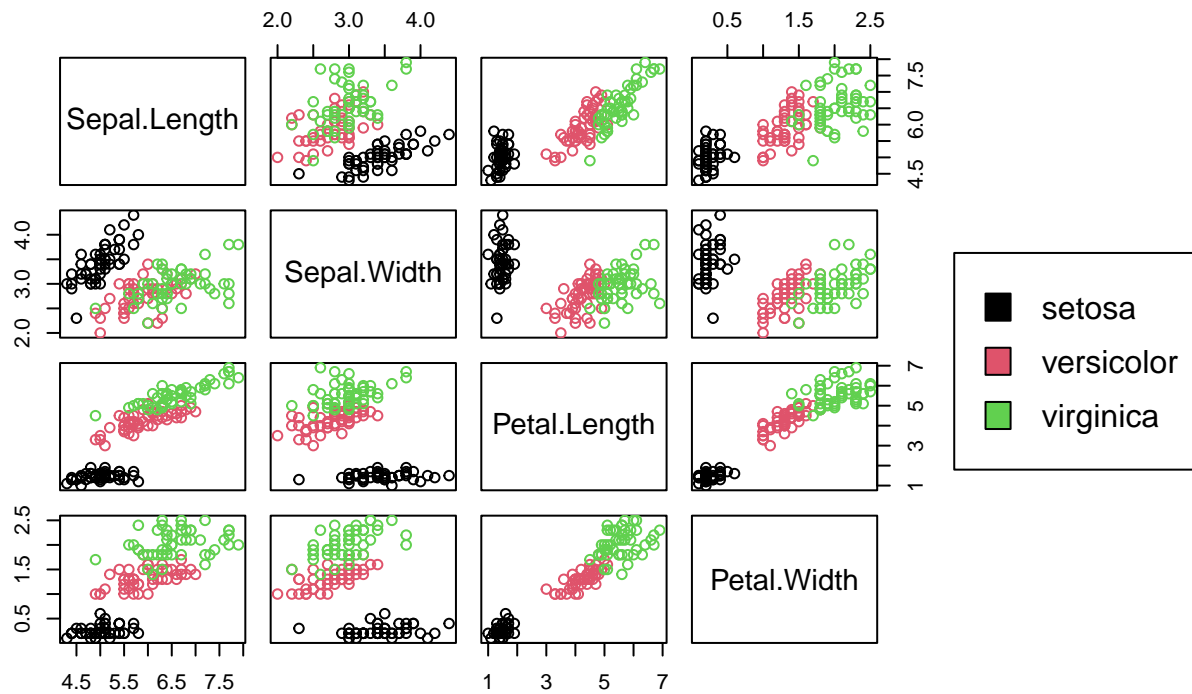 2.0 3.0 4.0
0.5 1.5 2.5
Sepal.Length
4.5 6.0 7.5
2.0 3.0 4.0
Sepal.Width
setosa
versicolor
virginica
Petal.Length
1 3 5 7
0.5 1.5 2.5
Petal.Width
4.5 5.5 6.5 7.5
1 3 5 7